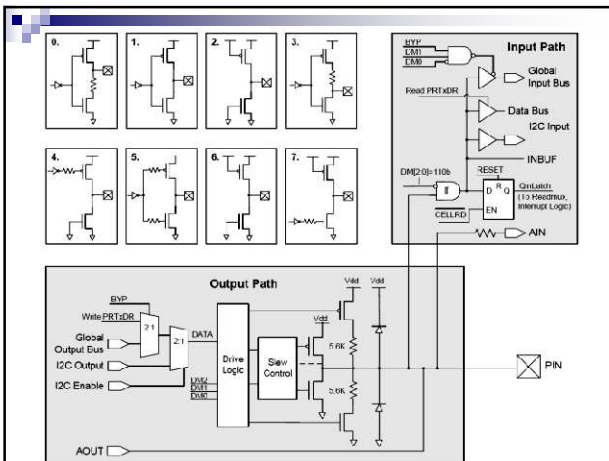 0.
1.
2.
3.
4.
5.
6.
7.
Input Path
BYP
DM1
DM0
Global
Input Bus
Read PRTxDR
Data Bus
I2C Input
INBUF
DM[2:0]=110b
RESET
D R Q
EN
QinLatch
(To Readmux,
Interrupt Logic)
CELLRD
AIN
Output Path
BYP
Write PRTxDR
Global
Output Bus
2:1
2:1
DATA
I2C Output
I2C Enable
DM2
DM1
DM0
Drive
Logic
Slew
Control
Vdd
Vdd
Vdd
5.6K
5.6K
PIN
AOUT